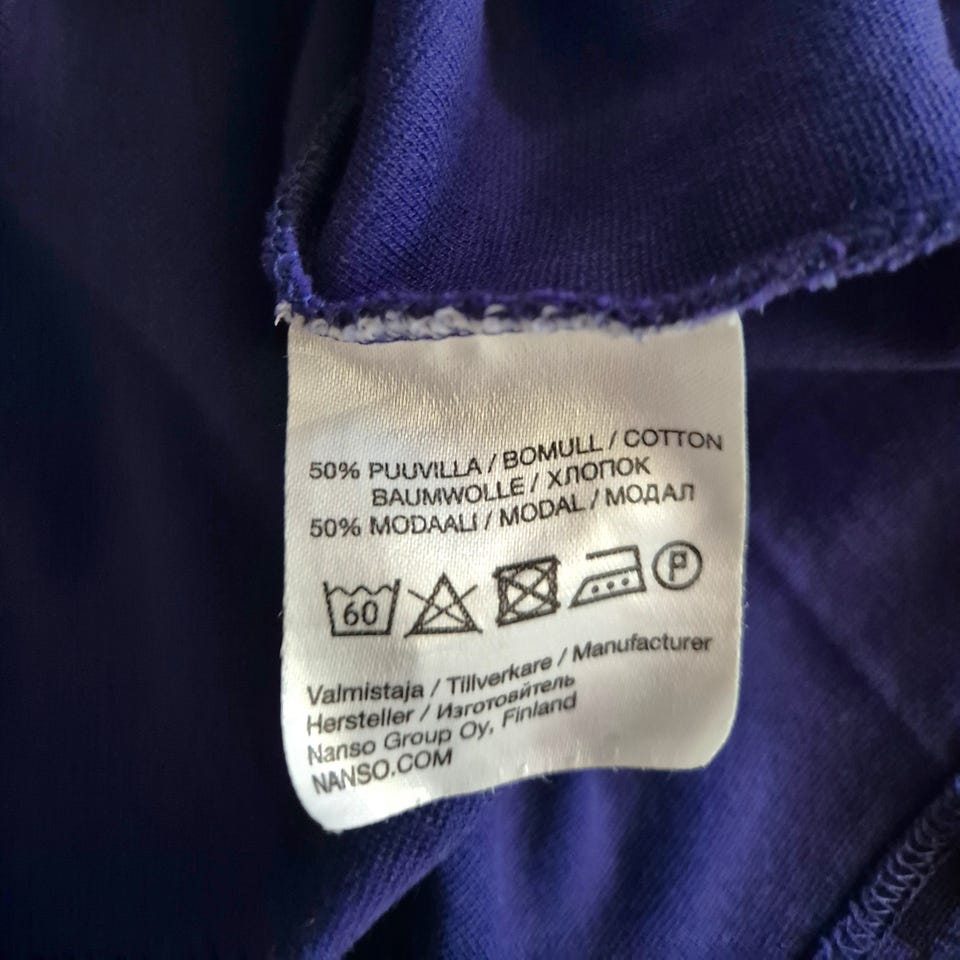 50% PUUVILLA / BOMULL / COTTON
BAUMWOLLE / ХЛОПОК
50% MODAALI / MODAL / МОДАЛ
60 P
Valmistaja / Tillverkare / Manufacturer
Hersteller / Изготовитель
Nanso Group Oy, Finland
NANSO.COM